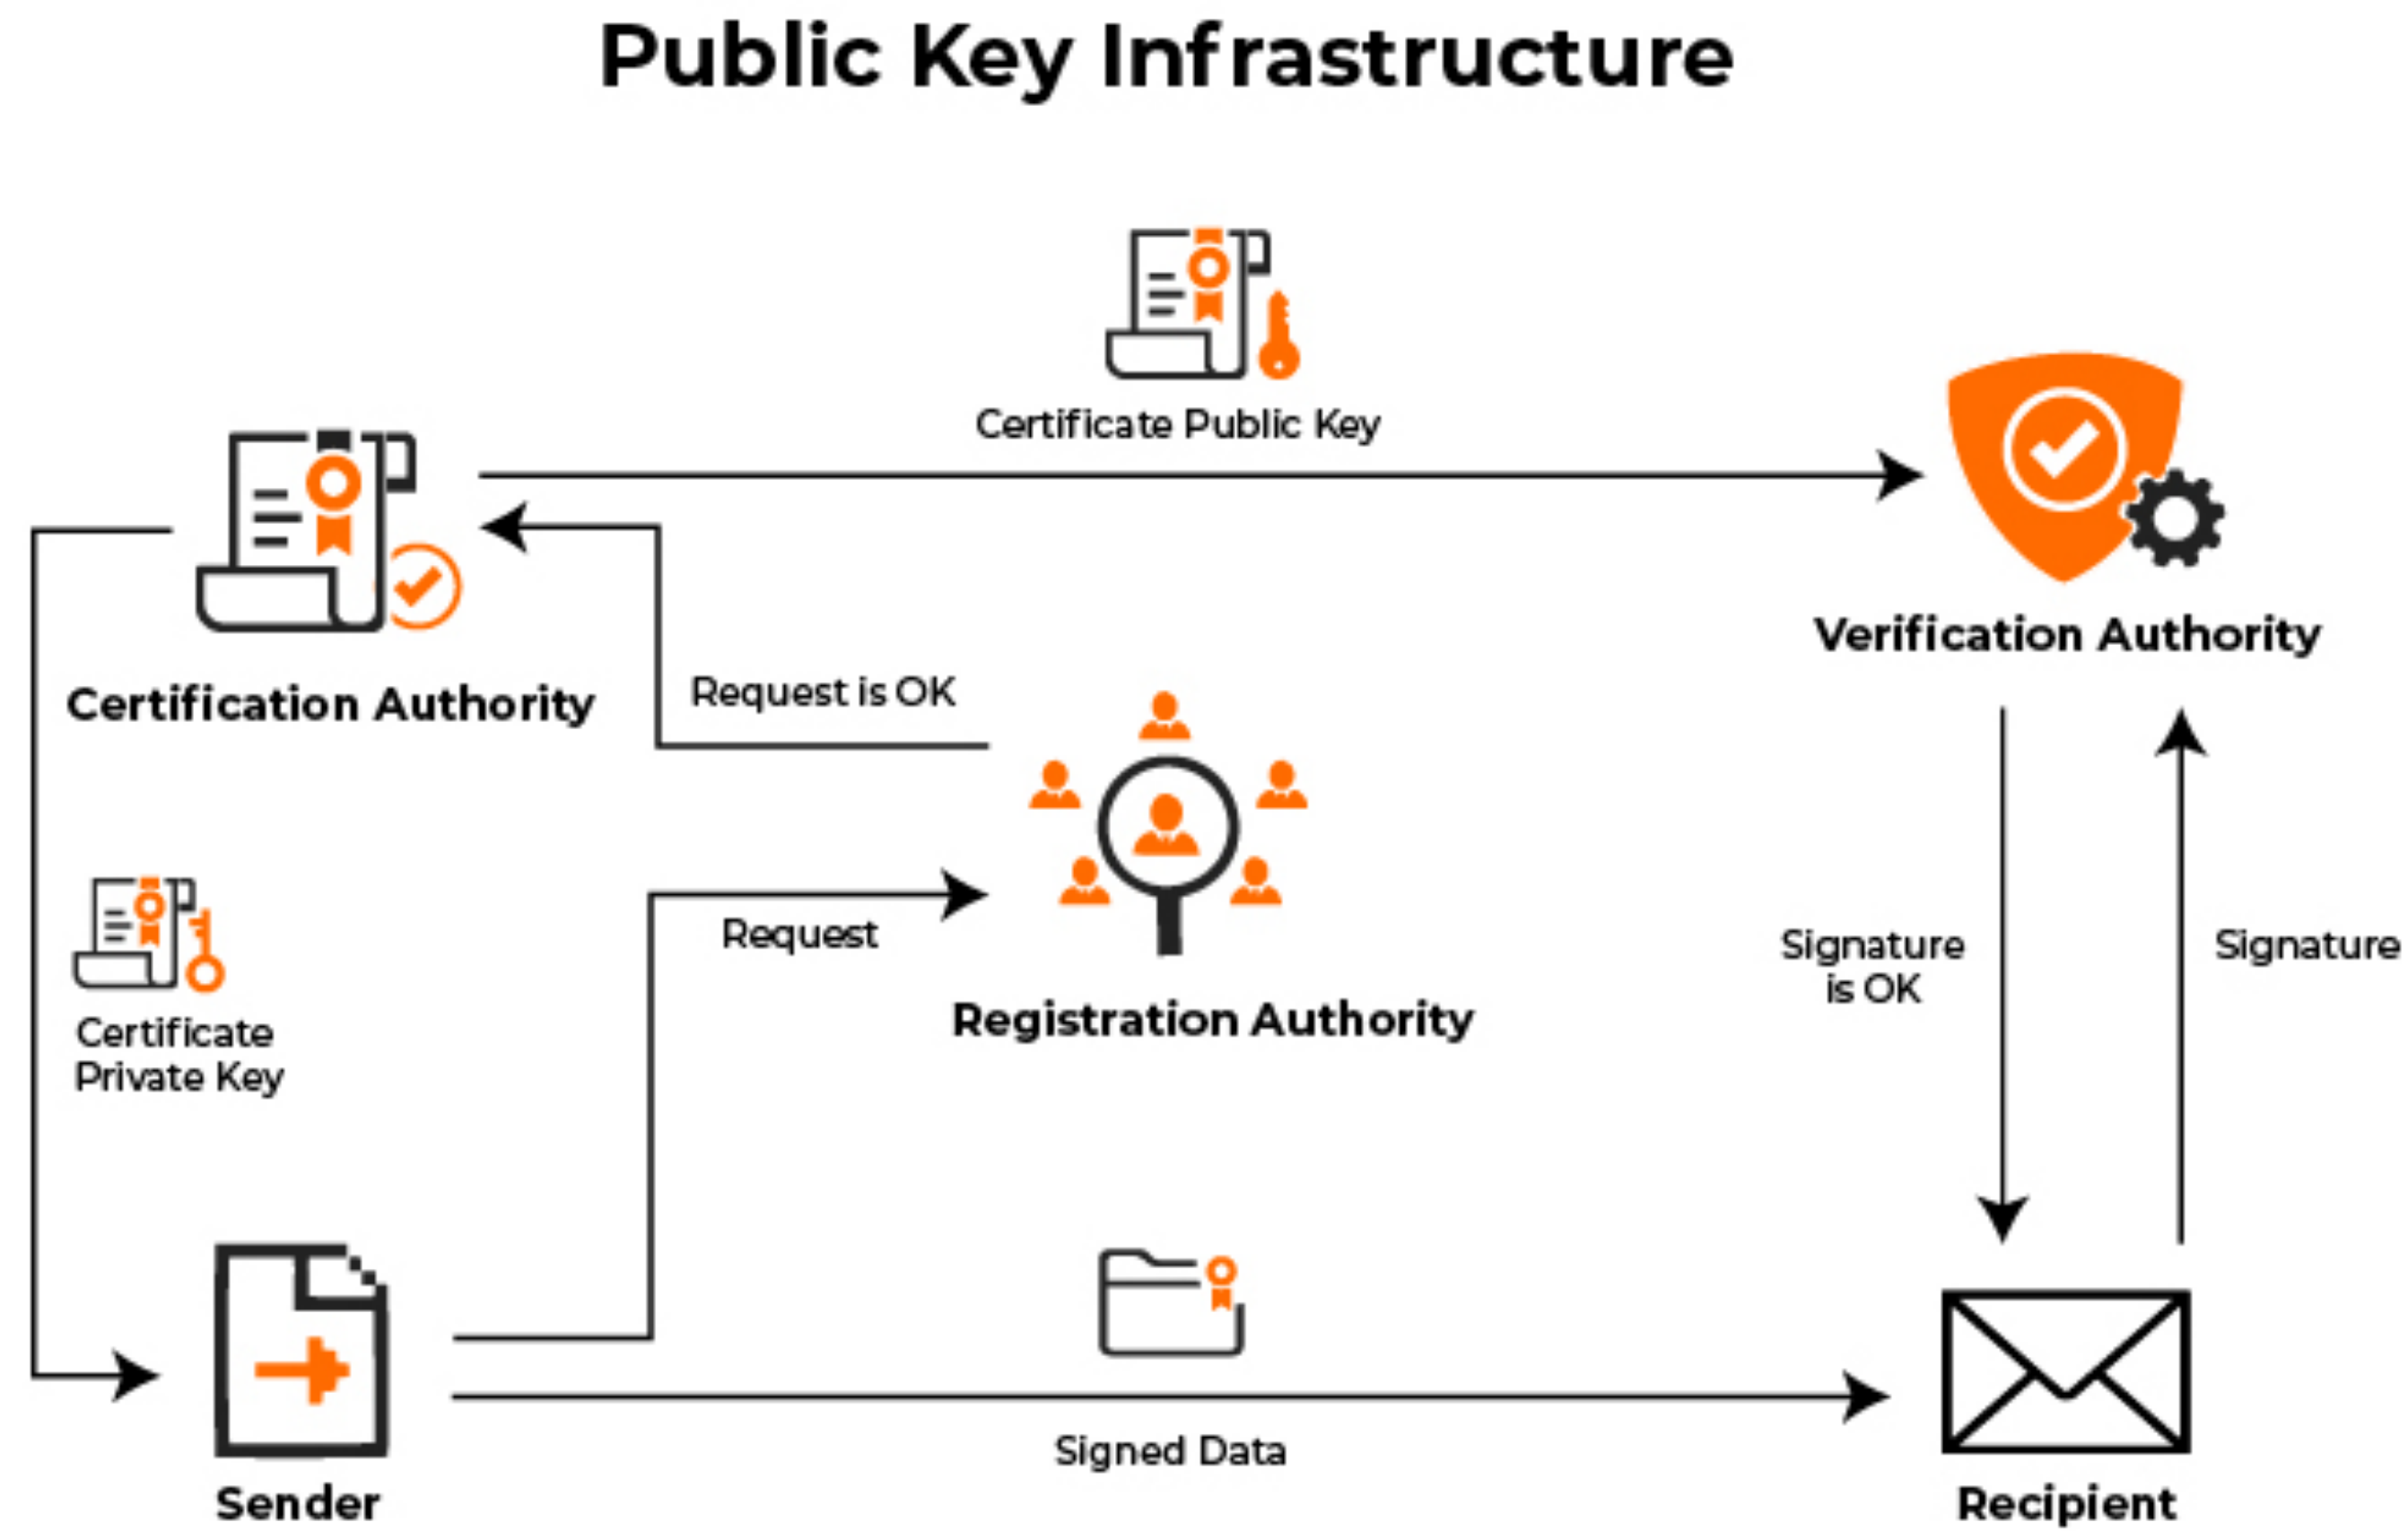 Public Key Infrastructure
Certificate Public Key
Certification Authority
Verification Authority
Request is OK
Request
Registration Authority
Certificate
Private Key
Signature
is OK
Signature
Signed Data
Sender
Recipient